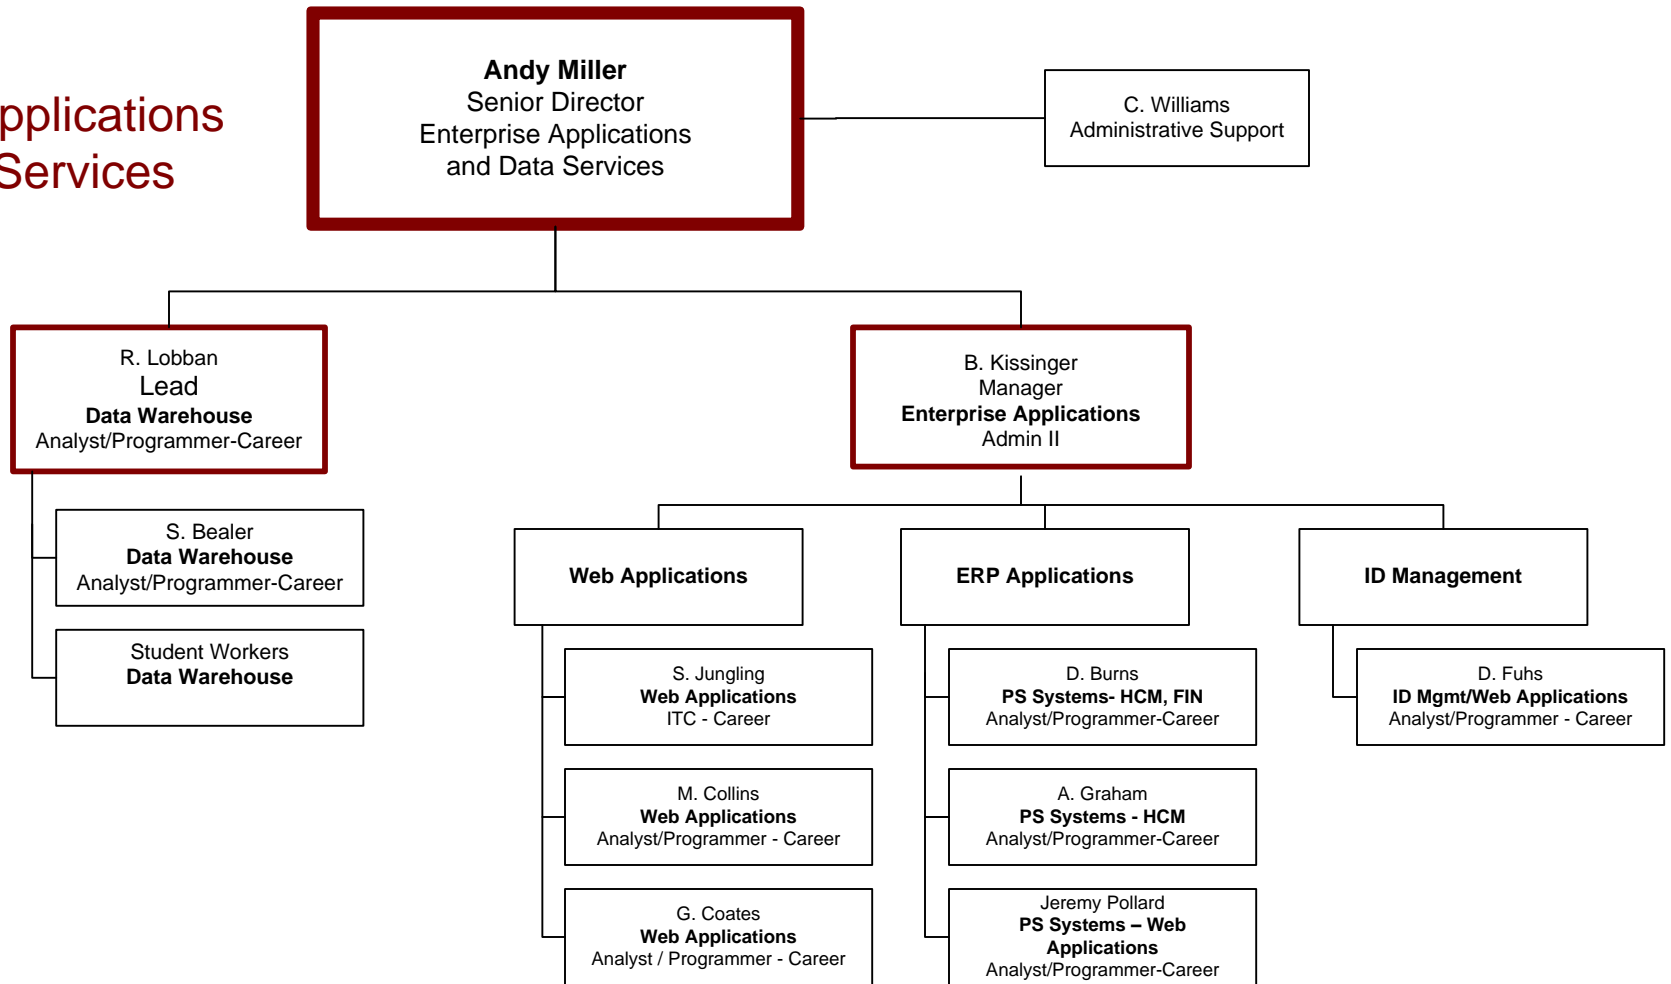 Applications
Services
Andy Miller
Senior Director
Enterprise Applications
and Data Services
C. Williams
Administrative Support
R. Lobban
Lead
Data Warehouse
Analyst/Programmer-Career
B. Kissinger
Manager
Enterprise Applications
Admin II
S. Bealer
Data Warehouse
Analyst/Programmer-Career
Student Workers
Data Warehouse
Web Applications
ERP Applications
ID Management
S. Jungling
Web Applications
ITC - Career
M. Collins
Web Applications
Analyst/Programmer - Career
G. Coates
Web Applications
Analyst / Programmer - Career
D. Burns
PS Systems- HCM, FIN
Analyst/Programmer-Career
A. Graham
PS Systems - HCM
Analyst/Programmer-Career
Jeremy Pollard
PS Systems – Web
Applications
Analyst/Programmer-Career
D. Fuhs
ID Mgmt/Web Applications
Analyst/Programmer - Career